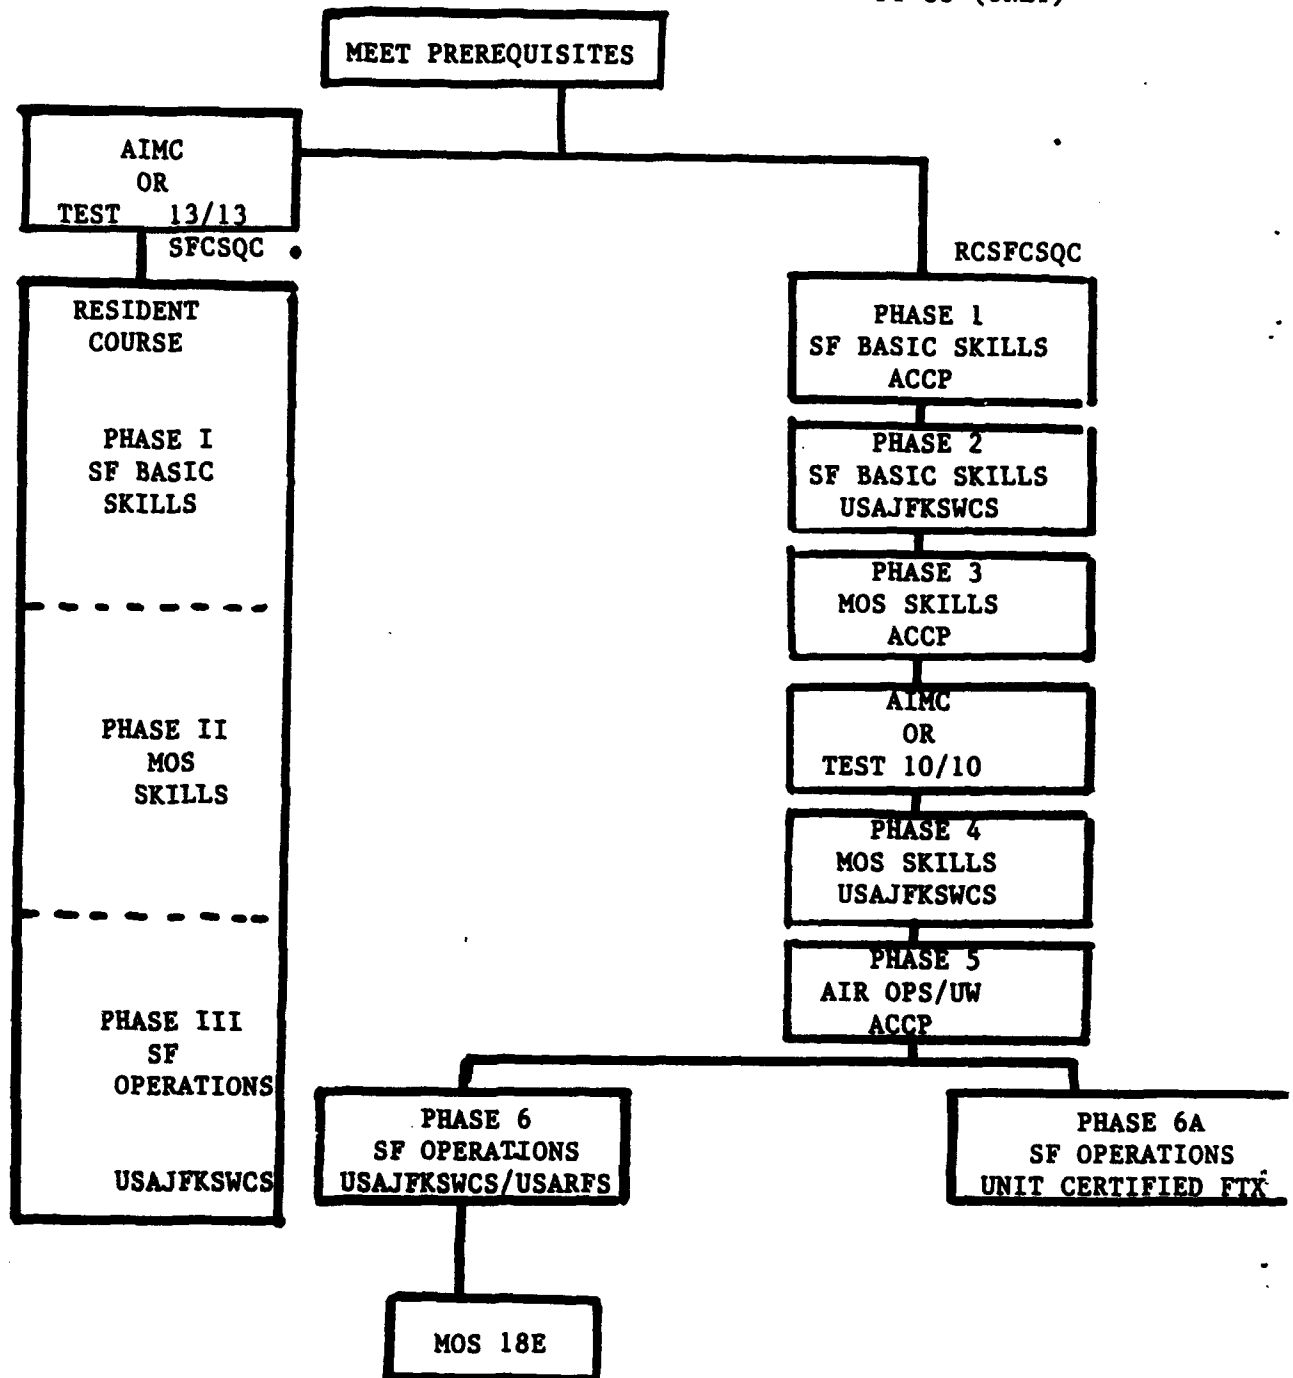 MEET PREREQUISITES
AIMC
OR
TEST 13/13
SFCSQC
RESIDENT
COURSE
PHASE I
SF BASIC
SKILLS
PHASE II
MOS
SKILLS
PHASE III
SF
OPERATIONS
USAJFKSWCS
RCSFCSQC
PHASE 1
SF BASIC SKILLS
ACCP
PHASE 2
SF BASIC SKILLS
USAJFKSWCS
PHASE 3
MOS SKILLS
ACCP
AIMC
OR
TEST 10/10
PHASE 4
MOS SKILLS
USAJFKSWCS
PHASE 5
AIR OPS/UW
ACCP
PHASE 6
SF OPERATIONS
USAJFKSWCS/USARFS
PHASE 6A
SF OPERATIONS
UNIT CERTIFIED FTX
MOS 18E